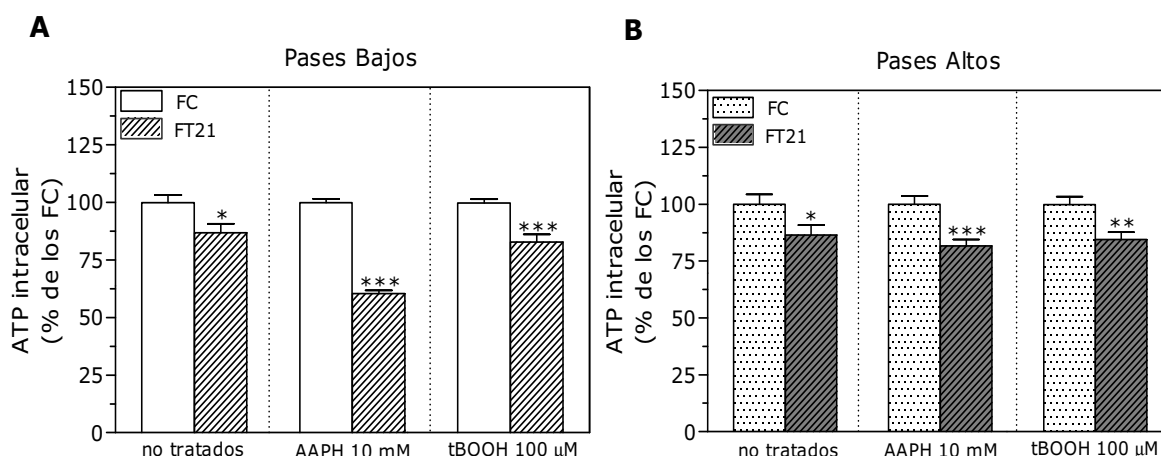 A
Pases Bajos
ATP intracelular
(% de los FC)
150
125
100
75
50
25
0
FC
FT21
*
***
***
no tratados
AAPH 10 mM
tBOOH 100 µM
B
Pases Altos
ATP intracelular
(% de los FC)
150
125
100
75
50
25
0
FC
FT21
*
***
**
no tratados
AAPH 10 mM
tBOOH 100 µM